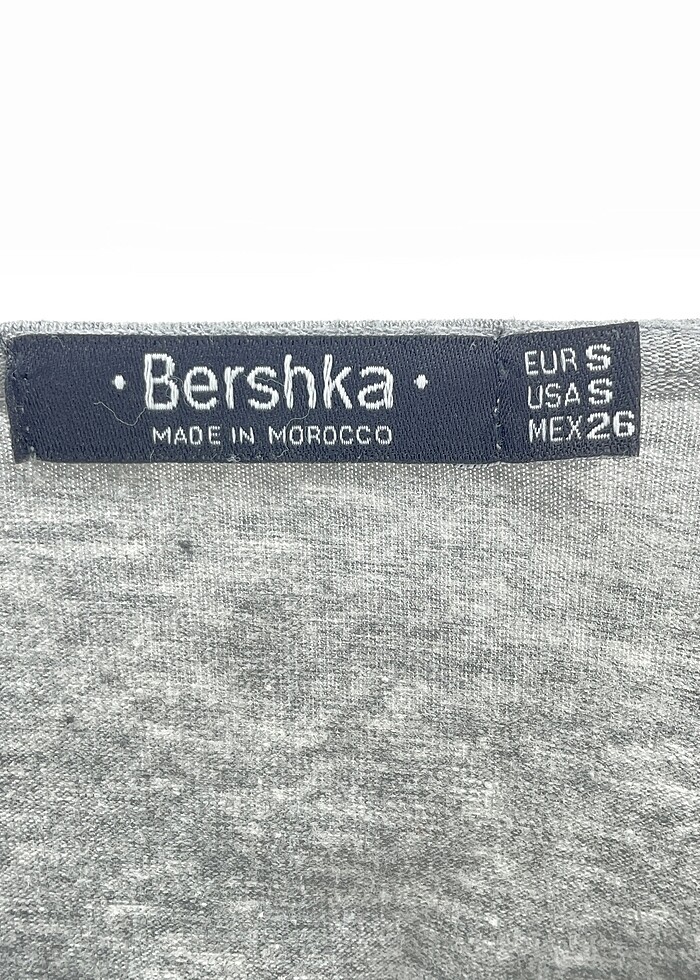 · Bershka ·
MADE IN MOROCCO
EUR S
USA S
MEX 26